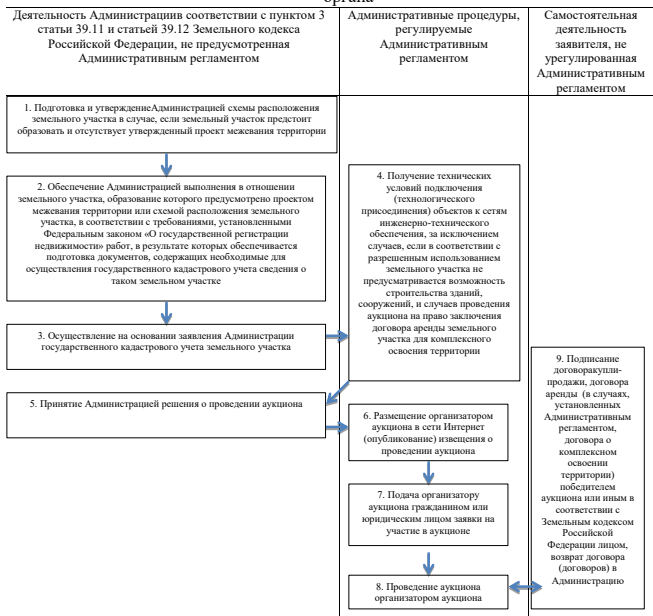 органа
Деятельность Администрациив соответствии с пунктом 3
статьи 39.11 и статьей 39.12 Земельного кодекса
Российской Федерации, не предусмотренная
Административным регламентом
Административные процедуры,
регулируемые
Административным
регламентом
Самостоятельная
деятельность
заявителя, не
урегулированная
Административным
регламентом
1. Подготовка и утверждениеАдминистрацией схемы расположения
земельного участка в случае, если земельный участок предстоит
образовать и отсутствует утвержденный проект межевания территории
2. Обеспечение Администрацией выполнения в отношении
земельного участка, образование которого предусмотрено проектом
межевания территории или схемой расположения земельного
участка, в соответствии с требованиями, установленными
Федеральным законом «О государственной регистрации
недвижимости» работ, в результате которых обеспечивается
подготовка документов, содержащих необходимые для
осуществления государственного кадастрового учета сведения о
таком земельном участке
3. Осуществление на основании заявления Администрации
государственного кадастрового учета земельного участка
4. Получение технических
условий подключения
(технологического
присоединения) объектов к сетям
инженерно-технического
обеспечения, за исключением
случаев, если в соответствии с
разрешенным использованием
земельного участка не
предусматривается возможность
строительства зданий,
сооружений, и случаев проведения
аукциона на право заключения
договора аренды земельного
участка для комплексного
освоения территории
5. Принятие Администрацией решения о проведении аукциона
6. Размещение организатором
аукциона в сети Интернет
(опубликование) извещения о
проведении аукциона
7. Подача организатору
аукциона гражданином или
юридическим лицом заявки на
участие в аукционе
8. Проведение аукциона
организатором аукциона
9. Подписание
договоракупли-
продажи, договора
аренды (в случаях,
установленных
Административным
регламентом,
договора о
комплексном
освоении
территории)
победителем
аукциона или иным в
соответствии с
Земельным кодексом
Российской
Федерации лицом,
возврат договора
(договоров) в
Администрацию